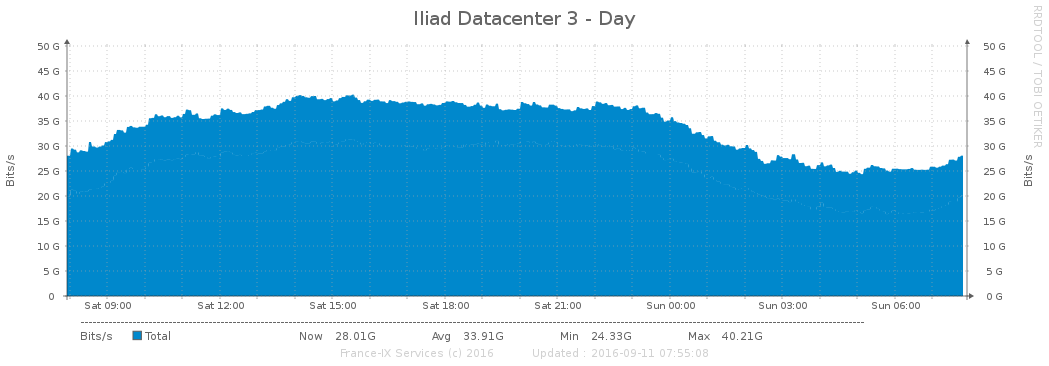 Iliad Datacenter 3 - Day
RRDTOOL / TOBI OETIKER
50 G 50 G
45 G 45 G
40 G 40 G
35 G 35 G
30 G 30 G
25 G 25 G
20 G 20 G
15 G 15 G
10 G 10 G
5 G 5 G
0 0 G
Bits/s Bits/s
Sat 09:00 Sat 12:00 Sat 15:00 Sat 18:00 Sat 21:00 Sun 00:00 Sun 03:00 Sun 06:00
Bits/s Total Now 28.01G Avg 33.91G Min 24.33G Max 40.21G
France-IX Services (c) 2016 Updated : 2016-09-11 07:55:08